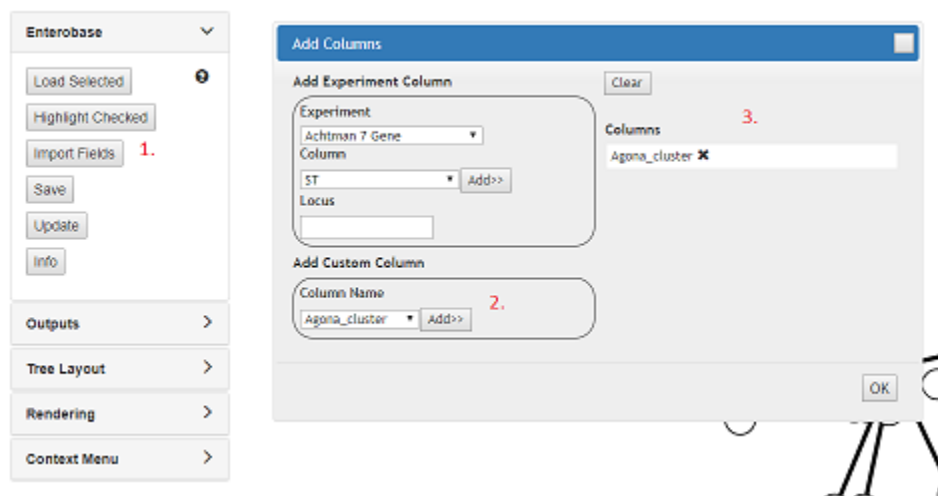 Enterobase
Load Selected
Highlight Checked
Import Fields 1.
Save
Update
Info
Outputs
Tree Layout
Rendering
Context Menu
Add Columns
Add Experiment Column
Experiment
Achtman 7 Gene
Column
ST Add>>
Locus
Add Custom Column
Column Name
Agona_cluster Add>>
2.
Clear
3.
Columns
Agona_cluster ✖
OK